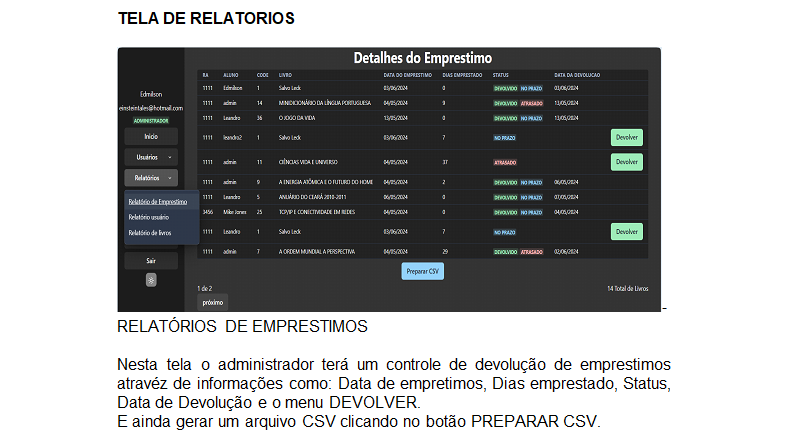 TELA DE RELATORIOS
Detalhes do Emprestimo
Edmilson
einsteintales@hotmail.com
ADMINISTRADOR
Inicio
Usuários
Relatórios
Relatório de Emprestimo
Relatório usuário
Relatório de livros
Sair
RA ALUNO CODE LIVRO DATA DO EMPRESTIMO DIAS EMPRESTADO STATUS DATA DA DEVOLUCAO
1111 Edmilson 1 Salvo Leck 03/06/2024 0 DEVOLVIDO NO PRAZO 03/06/2024
1111 admin 14 MINIDICIONÁRIO DA LÍNGUA PORTUGUESA 04/05/2024 9 DEVOLVIDO ATRASADO 13/05/2024
1111 Leandro 36 O JOGO DA VIDA 13/05/2024 0 DEVOLVIDO NO PRAZO 13/05/2024
1111 leandro2 1 Salvo Leck 03/06/2024 7 NO PRAZO Devolver
1111 admin 11 CIÊNCIAS VIDA E UNIVERSO 04/05/2024 37 ATRASADO Devolver
1111 admin 9 A ENERGIA ATÔMICA E O FUTURO DO HOME 04/05/2024 2 DEVOLVIDO NO PRAZO 06/05/2024
1111 Leandro 5 ANUÁRIO DO CEARÁ 2010-2011 06/05/2024 0 DEVOLVIDO NO PRAZO 07/05/2024
3456 Mike Jones 25 TCP/IP E CONECTIVIDADE EM REDES 04/05/2024 0 DEVOLVIDO NO PRAZO 04/05/2024
1111 Leandro 1 Salvo Leck 03/06/2024 7 NO PRAZO Devolver
1111 admin 7 A ORDEM MUNDIAL A PERSPECTIVA 04/05/2024 29 DEVOLVIDO ATRASADO 02/06/2024
Preparar CSV
1 de 2 14 Total de Livros
próximo
-
RELATÓRIOS DE EMPRESTIMOS
Nesta tela o administrador terá um controle de devolução de emprestimos
atravéz de informações como: Data de empretimos, Dias emprestado, Status,
Data de Devolução e o menu DEVOLVER.
E ainda gerar um arquivo CSV clicando no botão PREPARAR CSV.